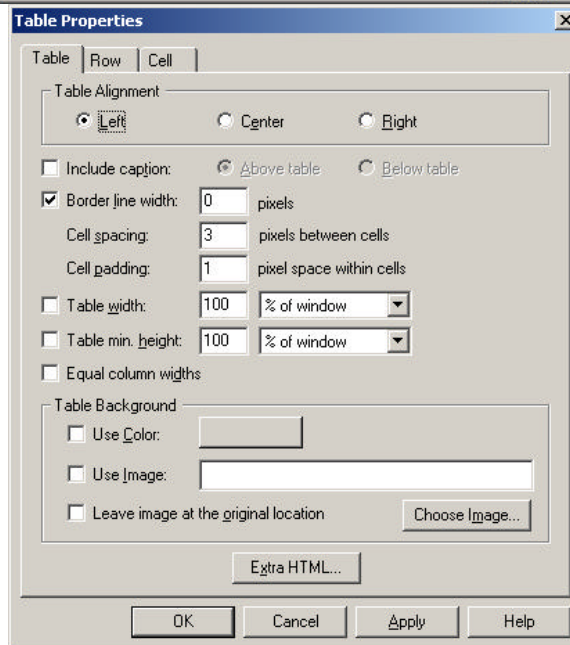 Table Properties
Table Row Cell
Table Alignment
Left Center Right
Include caption: Above table Below table
Border line width: 0 pixels
Cell spacing: 3 pixels between cells
Cell padding: 1 pixel space within cells
Table width: 100 % of window
Table min. height: 100 % of window
Equal column widths
Table Background
Use Color:
Use Image:
Leave image at the original location Choose Image...
Extra HTML...
OK Cancel Apply Help